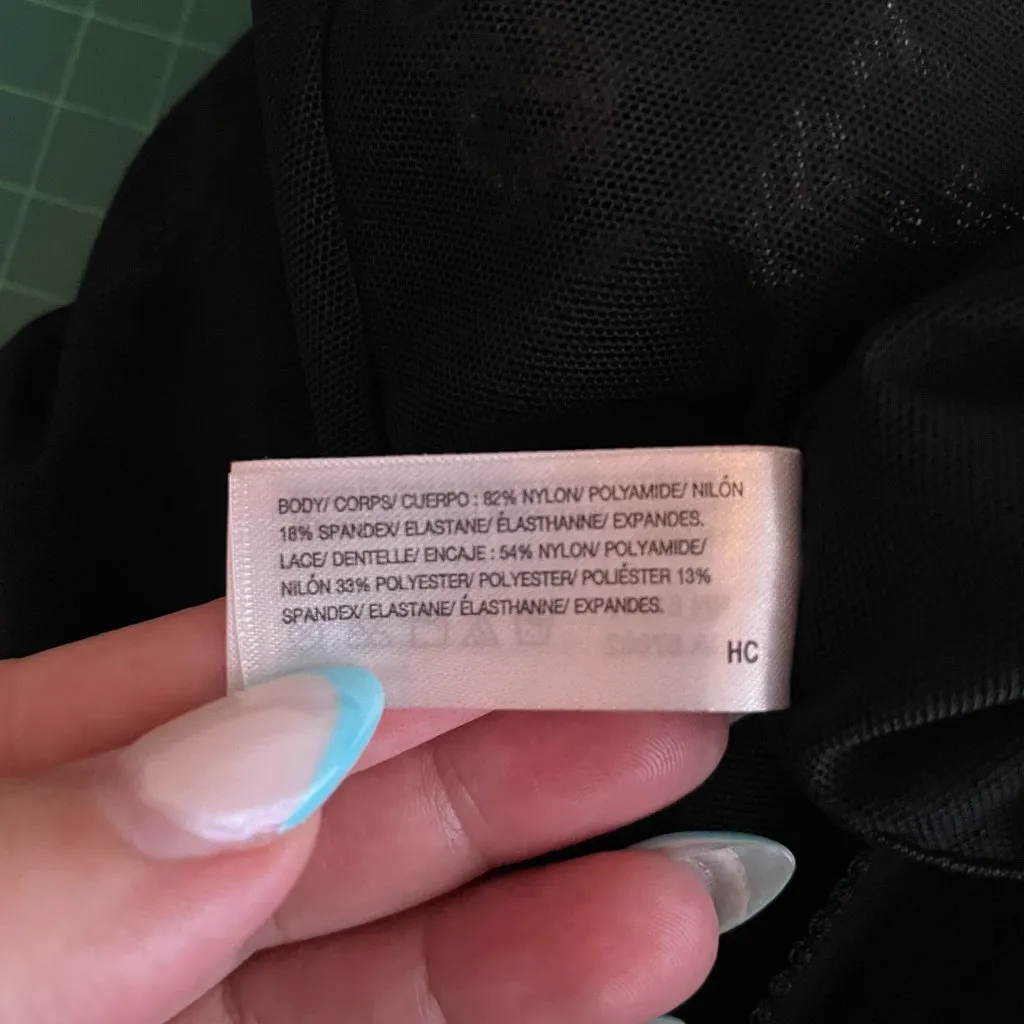 BODY/ CORPS/ CUERPO : 82% NYLON/ POLYAMIDE/ NILÓN
18% SPANDEX/ ELASTANE/ ÉLASTHANNE/ EXPANDES.
LACE/ DENTELLE/ ENCAJE : 54% NYLON/ POLYAMIDE/
NILÓN 33% POLYESTER/ POLYESTER/ POLIÉSTER 13%
SPANDEX/ ELASTANE/ ÉLASTHANNE/ EXPANDES.
HC